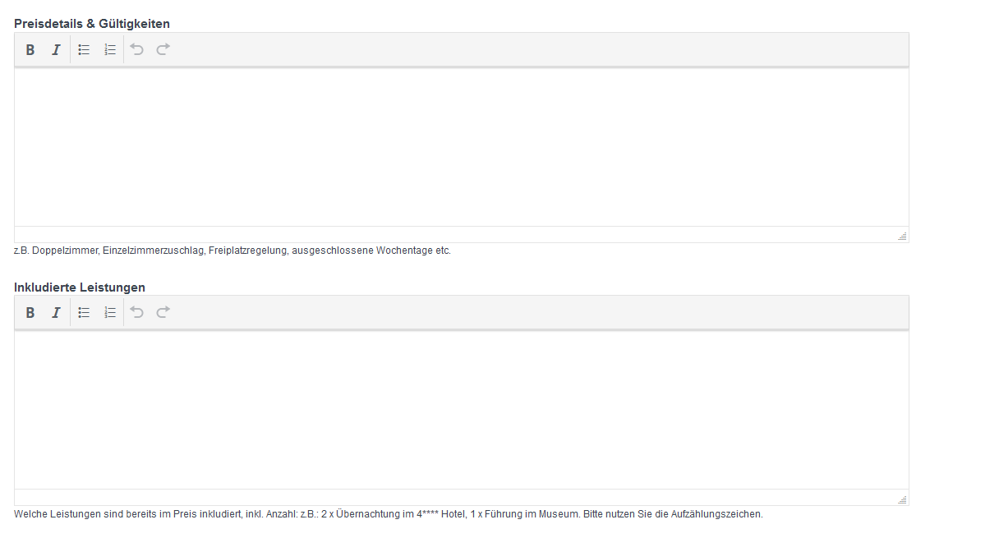 Preisdetails & Gültigkeiten
B I
z.B. Doppelzimmer, Einzelzimmerzuschlag, Freiplatzregelung, ausgeschlossene Wochentage etc.
Inkludierte Leistungen
B I
Welche Leistungen sind bereits im Preis inkludiert, inkl. Anzahl: z.B.: 2 x Übernachtung im 4**** Hotel, 1 x Führung im Museum. Bitte nutzen Sie die Aufzählungszeichen.